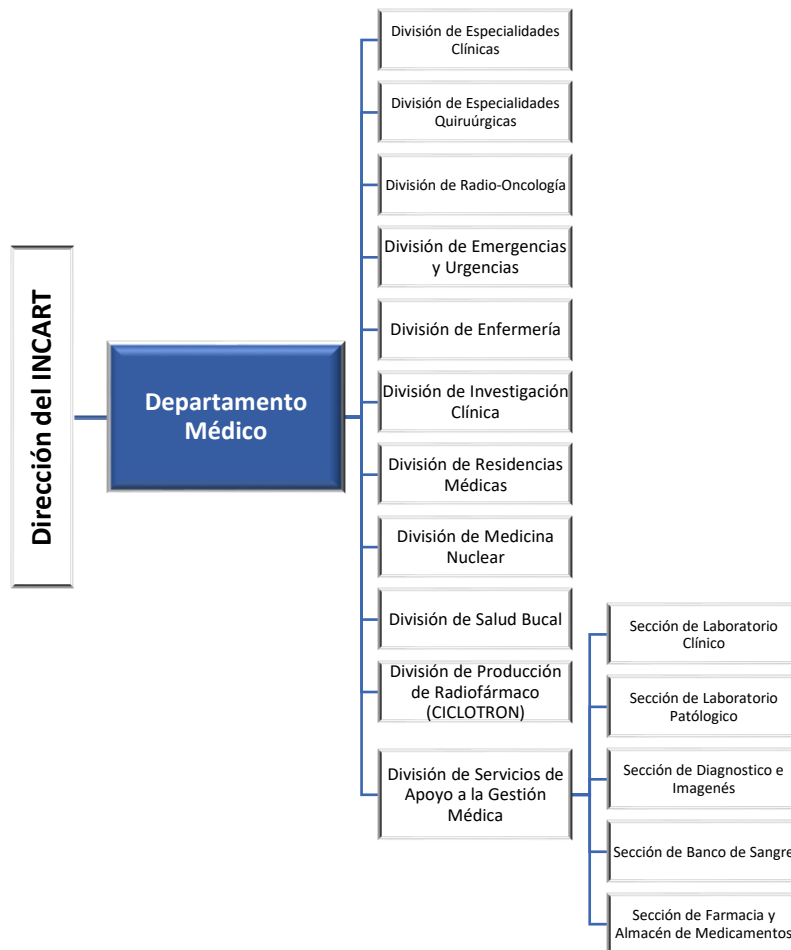 Dirección del INCART
Departamento
Médico
División de Especialidades
Clínicas
División de Especialidades
Quiruúrgicas
División de Radio-Oncología
División de Emergencias
y Urgencias
División de Enfermería
División de Investigación
Clínica
División de Residencias
Médicas
División de Medicina
Nuclear
División de Salud Bucal
División de Producción
de Radiofármaco
(CICLOTRON)
División de Servicios de
Apoyo a la Gestión
Médica
Sección de Laboratorio
Clínico
Sección de Laboratorio
Patólogico
Sección de Diagnostico e
Imagenés
Sección de Banco de Sangre
Sección de Farmacia y
Almacén de Medicamentos